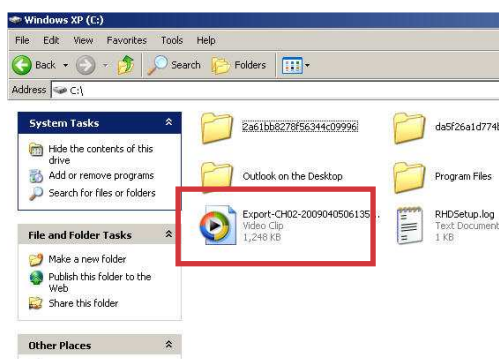 Windows XP (C:)
File Edit View Favorites Tools Help
Back Search Folders
Address C:\
System Tasks
Hide the contents of this
drive
Add or remove programs
Search for files or folders
File and Folder Tasks
Make a new folder
Publish this folder to the
Web
Share this folder
Other Places
2a61bb8278f56344c09996
da5f26a1d774b
Outlook on the Desktop
Program Files
Export-CH02-2009040506135...
Video Clip
1,248 KB
RHDSetup.log
Text Document
1 KB